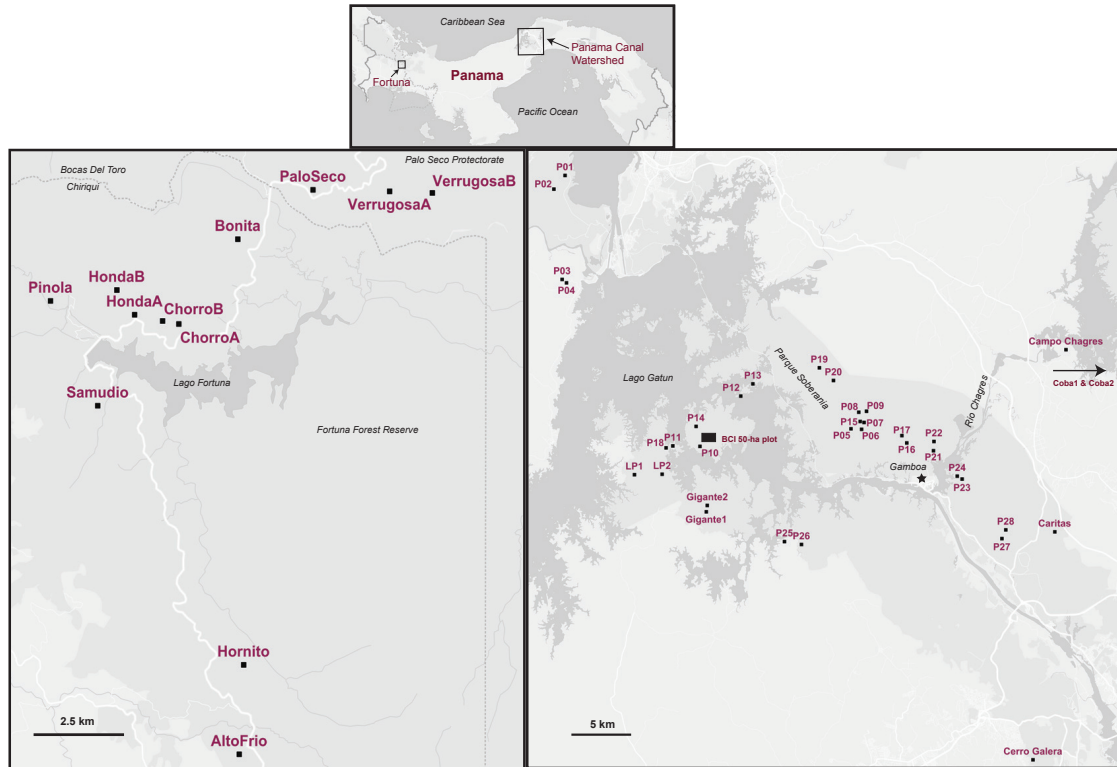 Caribbean Sea
Panama Canal
Watershed
Fortuna
Panama
Pacific Ocean
Bocas Del Toro
Chiriqui
Palo Seco Protectorate
PaloSeco
VerrugosaB
VerrugosaA
Bonita
HondaB
Pinola
HondaA
ChorroB
ChorroA
Lago Fortuna
Samudio
Fortuna Forest Reserve
Hornito
2.5 km
AltoFrio
P01
P02
P03
P04
Campo Chagres
Coba1 & Coba2
Lago Gatun
Parque Soberania
Rio Chagres
P19
P20
P13
P12
P08
P09
P14
P15
P07
P05
P06
P17
P16
P22
P21
BCI 50-ha plot
P18
P11
P10
LP1
LP2
Gamboa
P24
P23
Gigante2
Gigante1
P25
P26
P28
P27
Caritas
5 km
Cerro Galera